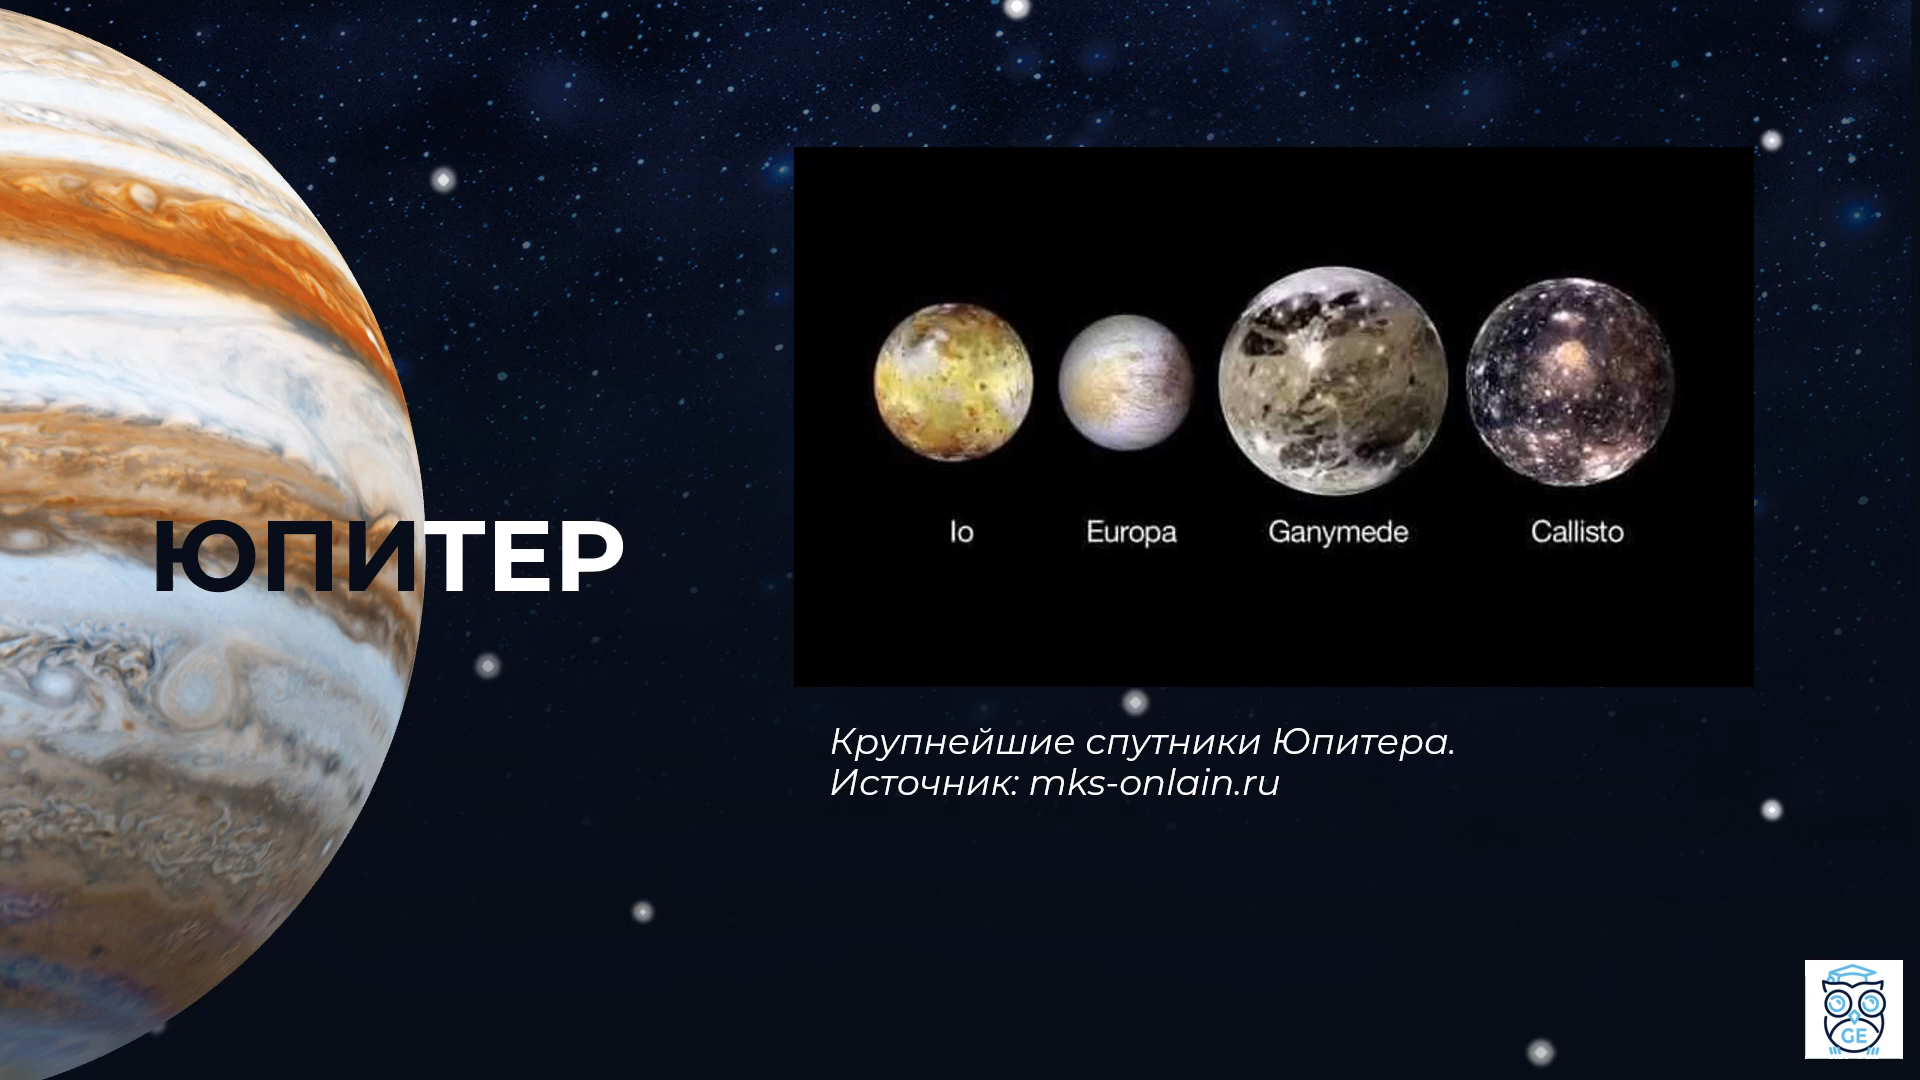 ЮПИТЕР
Io
Europa
Ganymede
Callisto
Крупнейшие спутники Юпитера.
Источник: mks-onlain.ru
GE